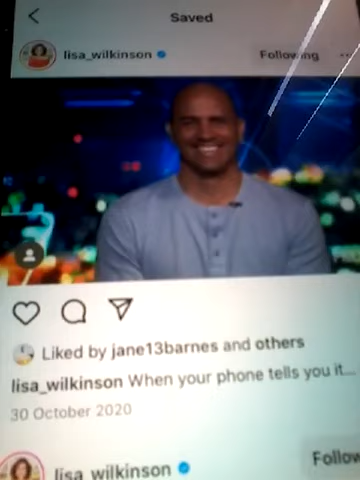 Saved
lisa_wilkinson
Following
Liked by jane13barnes and others
lisa_wilkinson When your phone tells you it...
30 October 2020
lisa_wilkinson
Follow